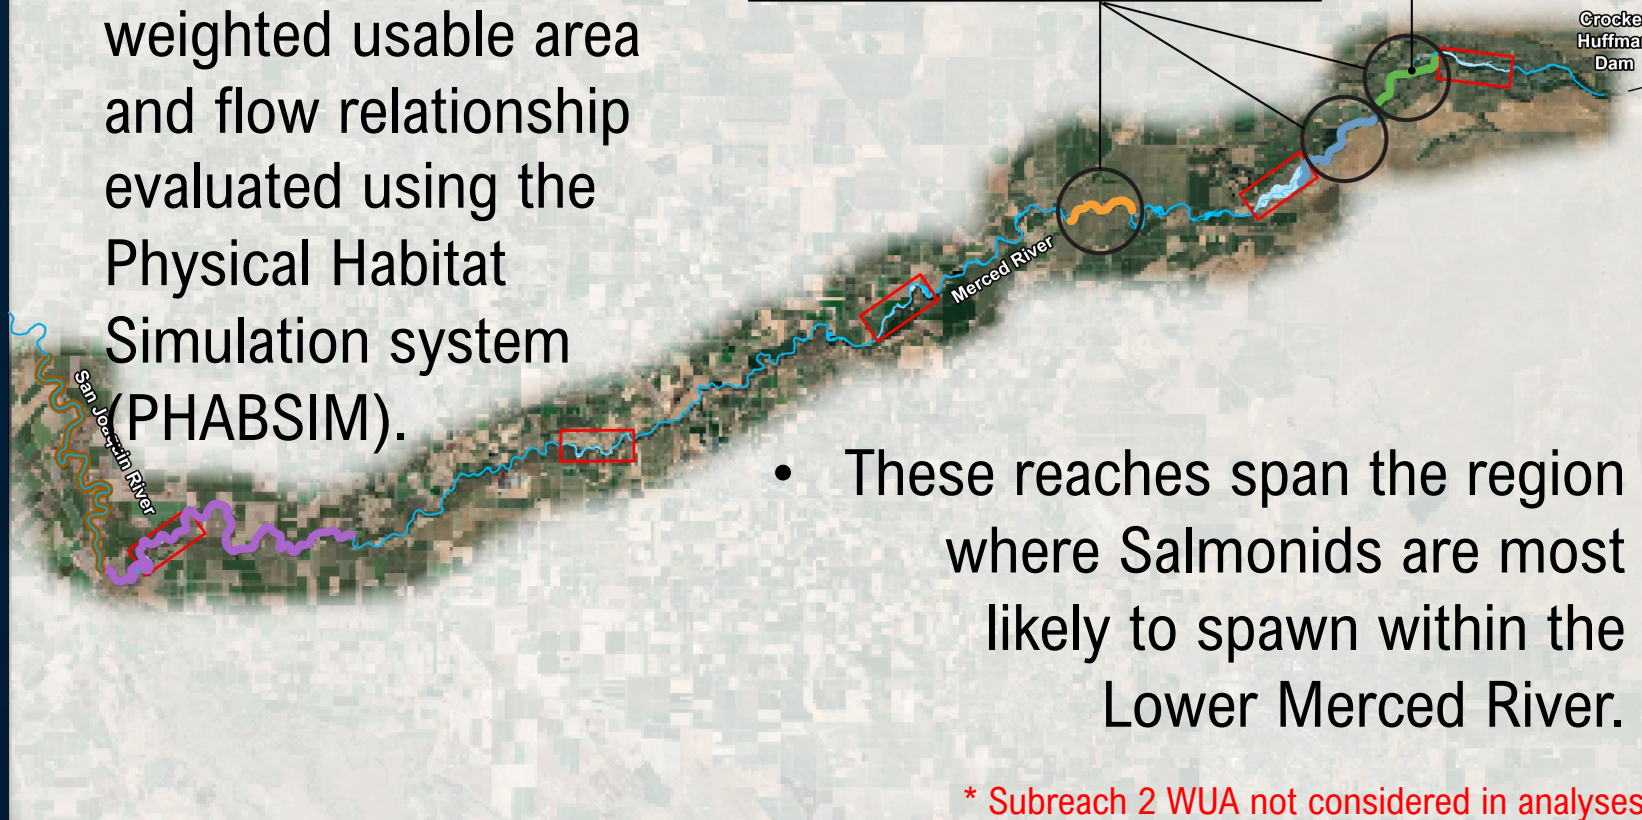 weighted usable area
and flow relationship
evaluated using the
Physical Habitat
Simulation system
(PHABSIM).
Dam
Merced River
San Joaquin River
• These reaches span the region
where Salmonids are most
likely to spawn within the
Lower Merced River.
* Subreach 2 WUA not considered in analyses